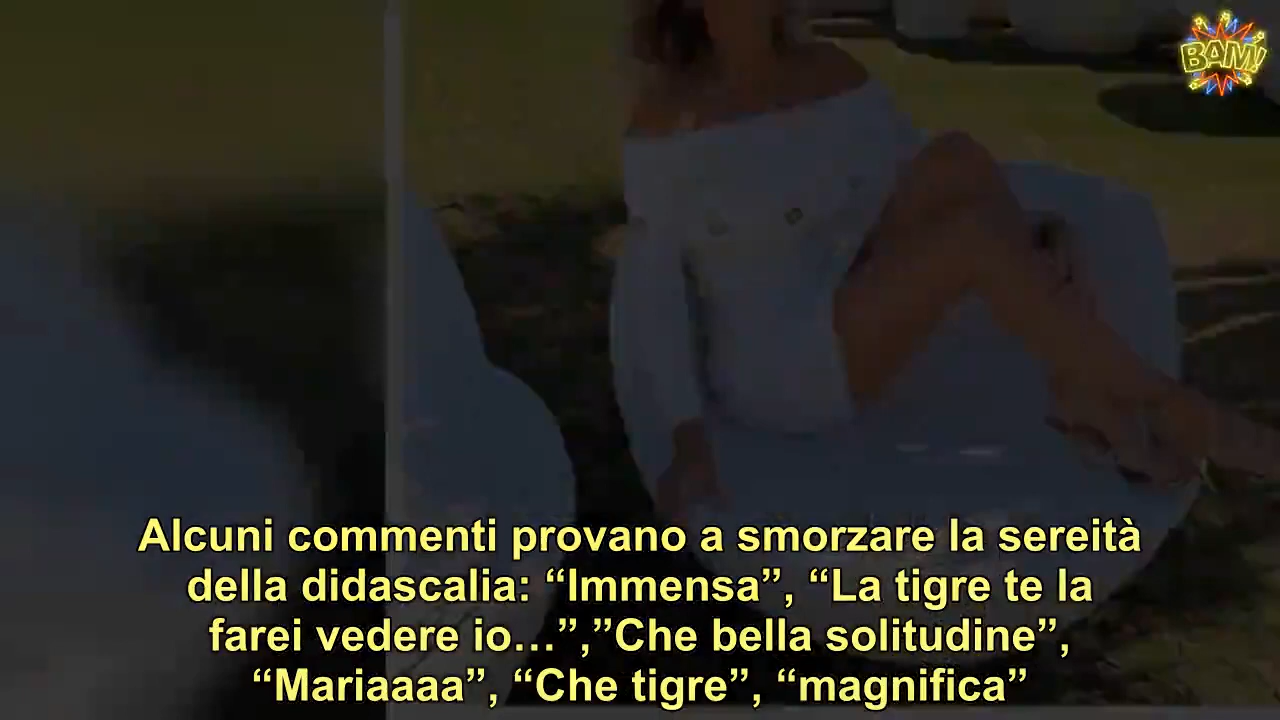 BAM!
Alcuni commenti provano a smorzare la sereità
della didascalia: “Immensa”, “La tigre te la
farei vedere io…”,”Che bella solitudine”,
“Mariaaaa”, “Che tigre”, “magnifica”